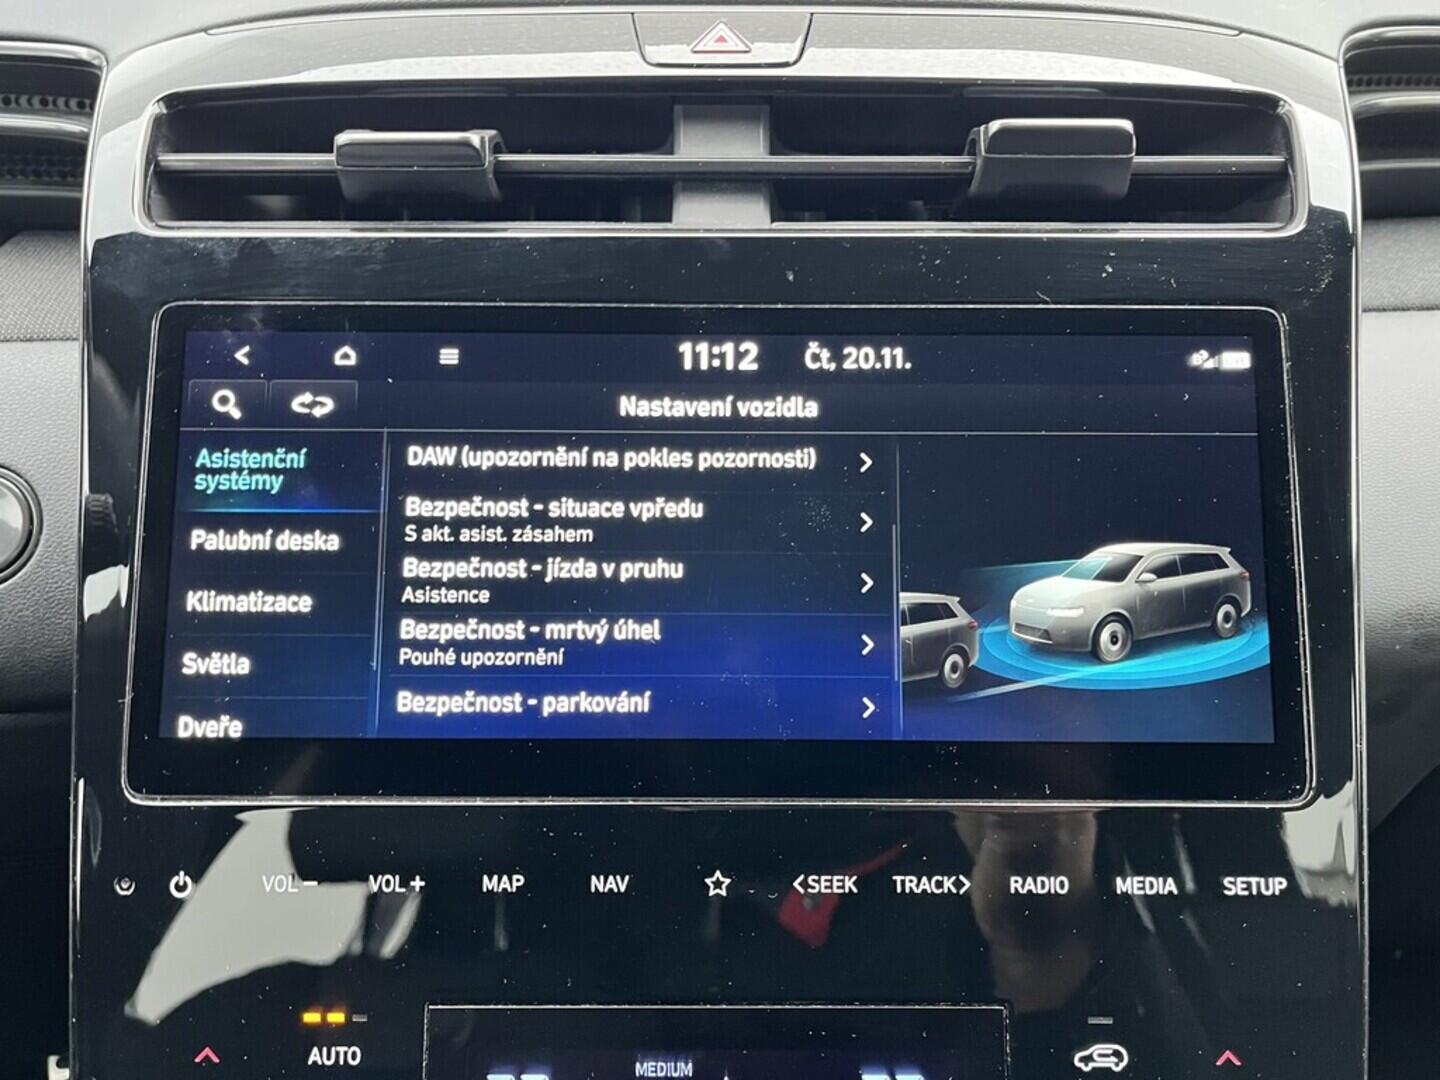 11:12 Čt, 20.11.
Nastavení vozidla
Asistenční
systémy
Palubní deska
Klimatizace
Světla
Dveře
DAW (upozornění na pokles pozornosti)
Bezpečnost - situace vpředu
S akt. asist. zásahem
Bezpečnost - jízda v pruhu
Asistence
Bezpečnost - mrtvý úhel
Pouhé upozornění
Bezpečnost - parkování
VOL- VOL+ MAP NAV <SEEK TRACK> RADIO MEDIA SETUP
AUTO
MEDIUM